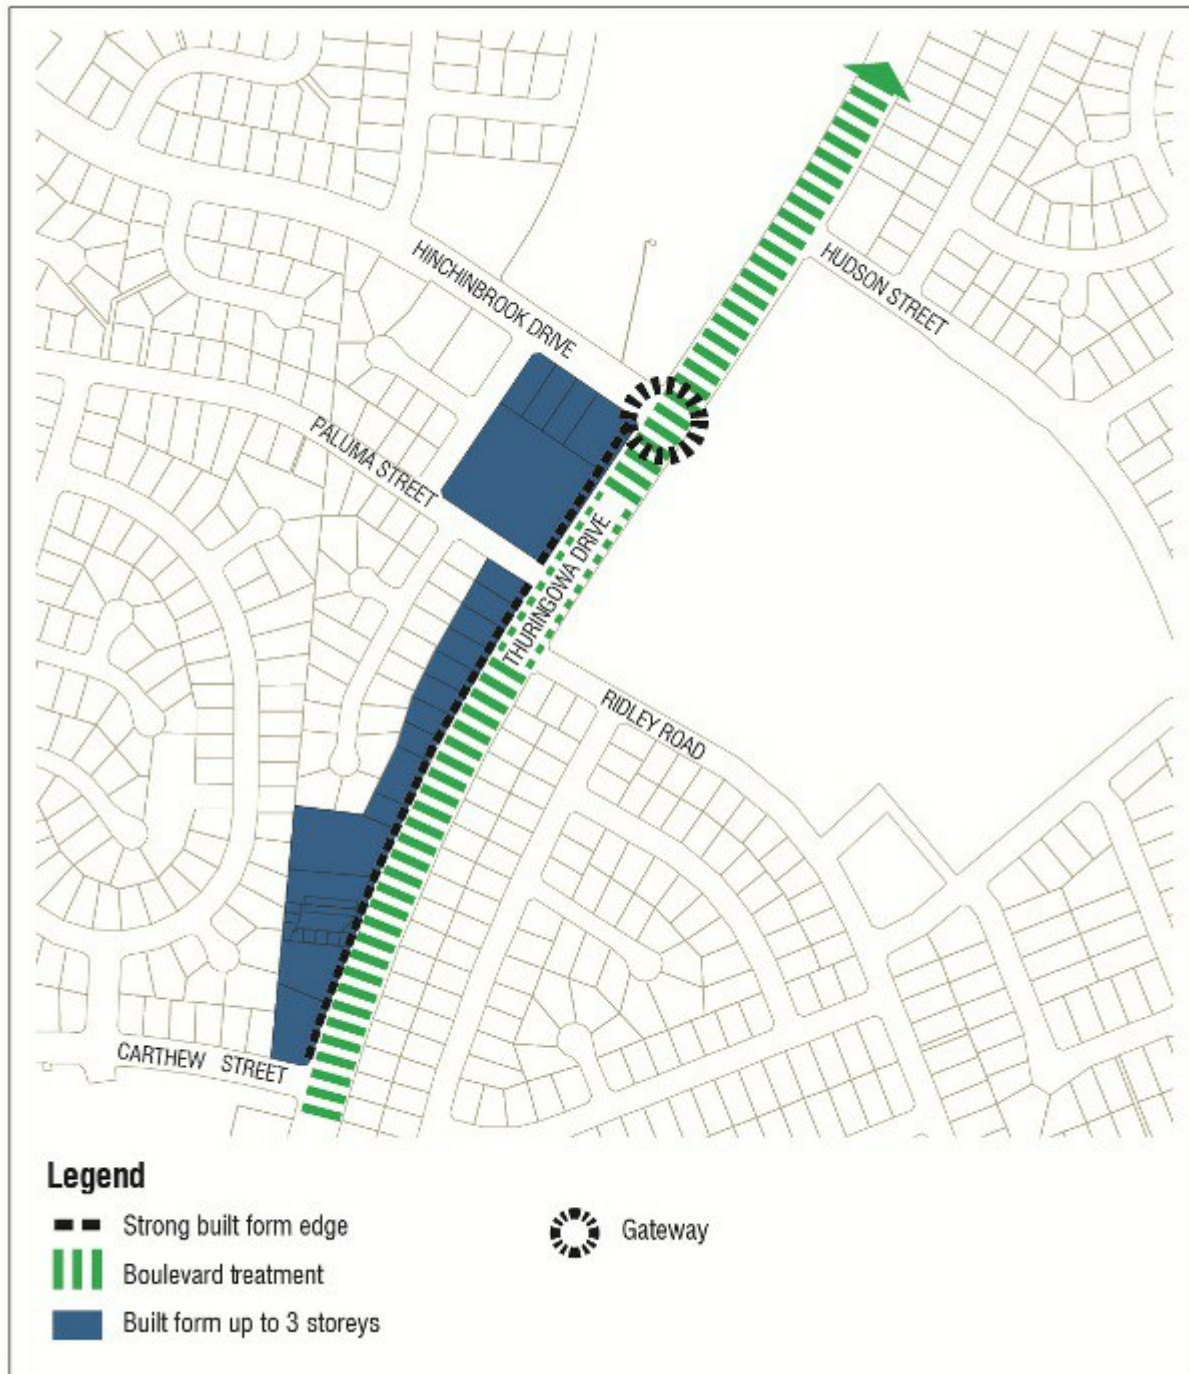 HINCHINBROOK DRIVE
HUDSON STREET
PALUMA STREET
THURINGOWA DRIVE
RIDLEY ROAD
CARTHEW STREET
Legend
Strong built form edge
Gateway
Boulevard treatment
Built form up to 3 storeys